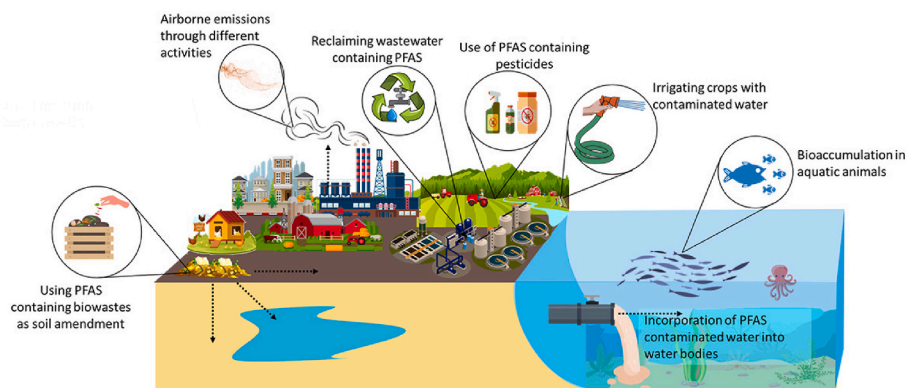 Airborne emissions
through different
activities
Reclaiming wastewater
containing PFAS
Use of PFAS containing
pesticides
Irrigating crops with
contaminated water
Bioaccumulation in
aquatic animals
Using PFAS
containing biowastes
as soil amendment
Incorporation of PFAS
contaminated water into
water bodies